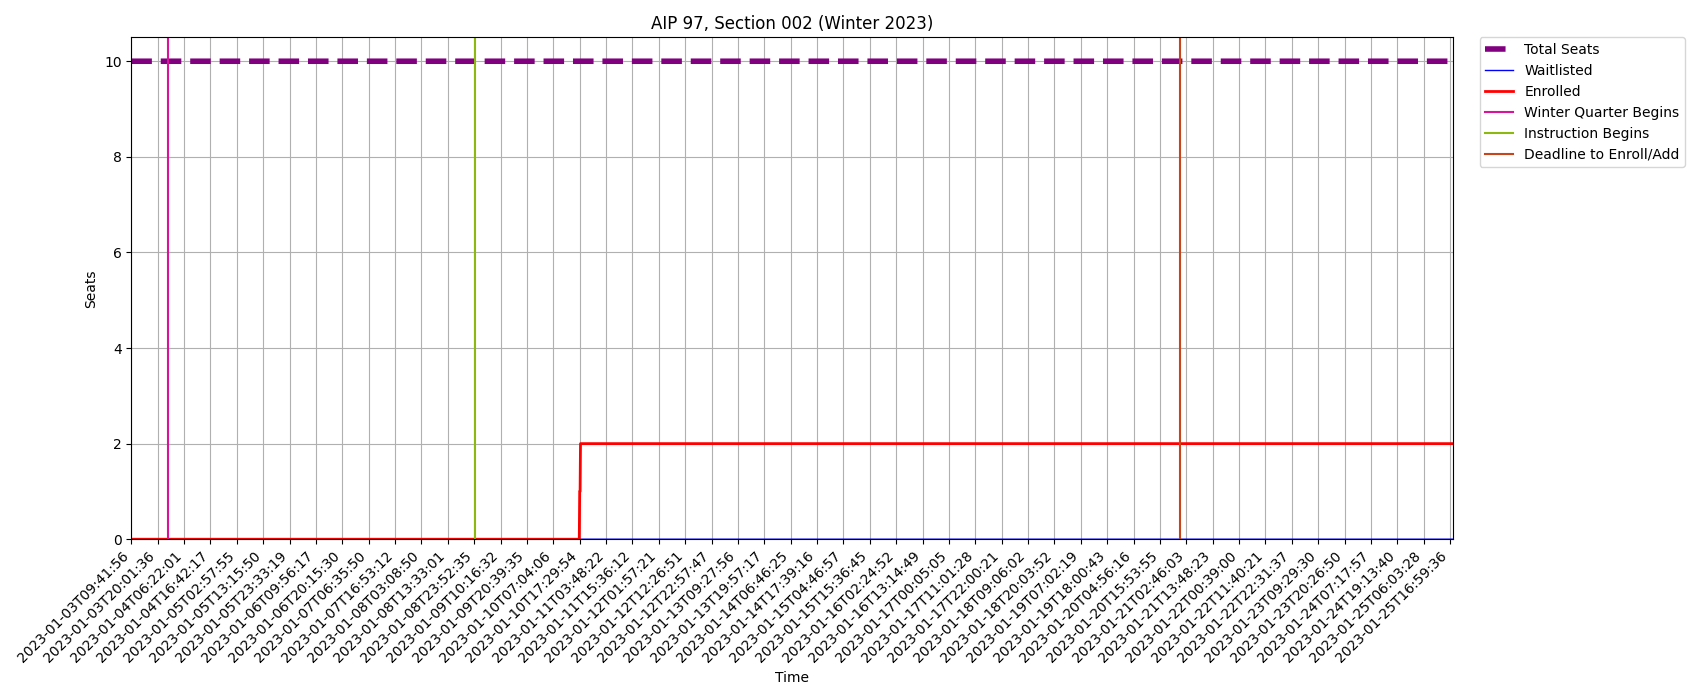 AIP 97, Section 002 (Winter 2023)
Total Seats
Waitlisted
Enrolled
Winter Quarter Begins
Instruction Begins
Deadline to Enroll/Add
Seats
10
8
6
4
2
0
2023-01-03T09:41:56
2023-01-03T20:01:36
2023-01-04T06:22:01
2023-01-04T16:42:17
2023-01-05T02:57:55
2023-01-05T13:15:50
2023-01-05T23:33:19
2023-01-06T09:56:17
2023-01-06T20:15:30
2023-01-07T06:35:50
2023-01-07T16:53:12
2023-01-08T03:08:50
2023-01-08T13:33:01
2023-01-08T23:52:35
2023-01-09T10:16:32
2023-01-09T20:39:35
2023-01-10T07:04:06
2023-01-10T17:29:54
2023-01-11T03:48:22
2023-01-11T15:36:12
2023-01-12T01:57:21
2023-01-12T12:26:51
2023-01-12T22:57:47
2023-01-13T09:27:56
2023-01-13T19:57:17
2023-01-14T06:46:25
2023-01-14T17:39:16
2023-01-15T04:46:57
2023-01-15T15:36:45
2023-01-16T02:24:52
2023-01-16T13:14:49
2023-01-17T00:05:05
2023-01-17T11:01:28
2023-01-17T22:00:21
2023-01-18T09:06:02
2023-01-18T20:03:52
2023-01-19T07:02:19
2023-01-19T18:00:43
2023-01-20T04:56:16
2023-01-20T15:53:55
2023-01-21T02:46:03
2023-01-21T13:48:23
2023-01-22T00:39:00
2023-01-22T11:40:21
2023-01-22T22:31:37
2023-01-23T09:29:30
2023-01-23T20:26:50
2023-01-24T07:17:57
2023-01-24T19:13:40
2023-01-25T06:03:28
2023-01-25T16:59:36
Time